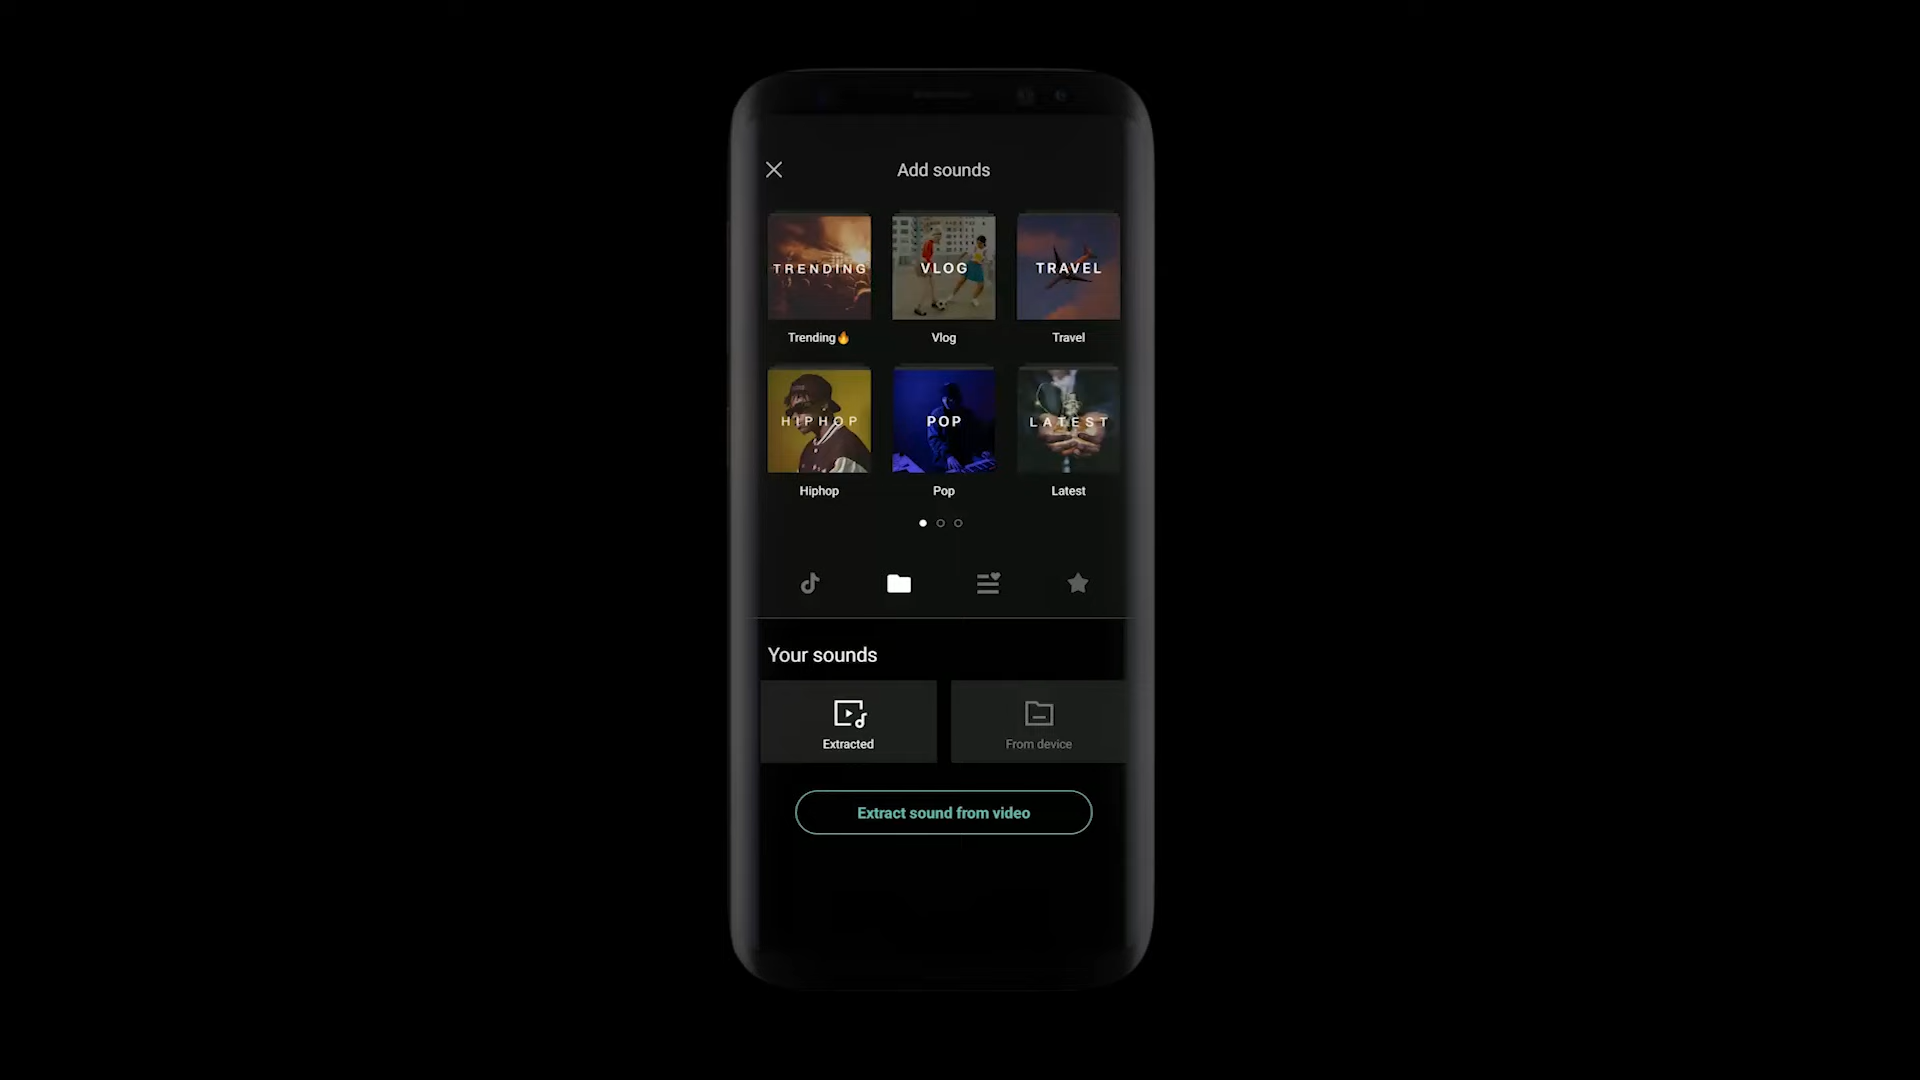 Add sounds
TRENDING
VLOG
TRAVEL
Trending🔥
Vlog
Travel
HIPHOP
POP
LATEST
Hiphop
Pop
Latest
Your sounds
Extracted
From device
Extract sound from video